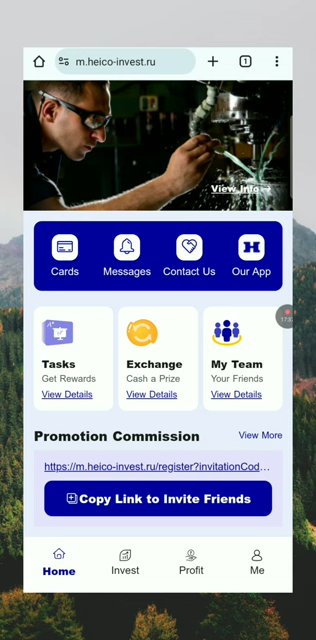 m.heico-invest.ru
1
View Info
Cards
Messages
Contact Us
Our App
Tasks
Get Rewards
View Details
Exchange
Cash a Prize
View Details
My Team
Your Friends
View Details
Promotion Commission
View More
https://m.heico-invest.ru/register?invitationCod...
Copy Link to Invite Friends
Home
Invest
Profit
Me